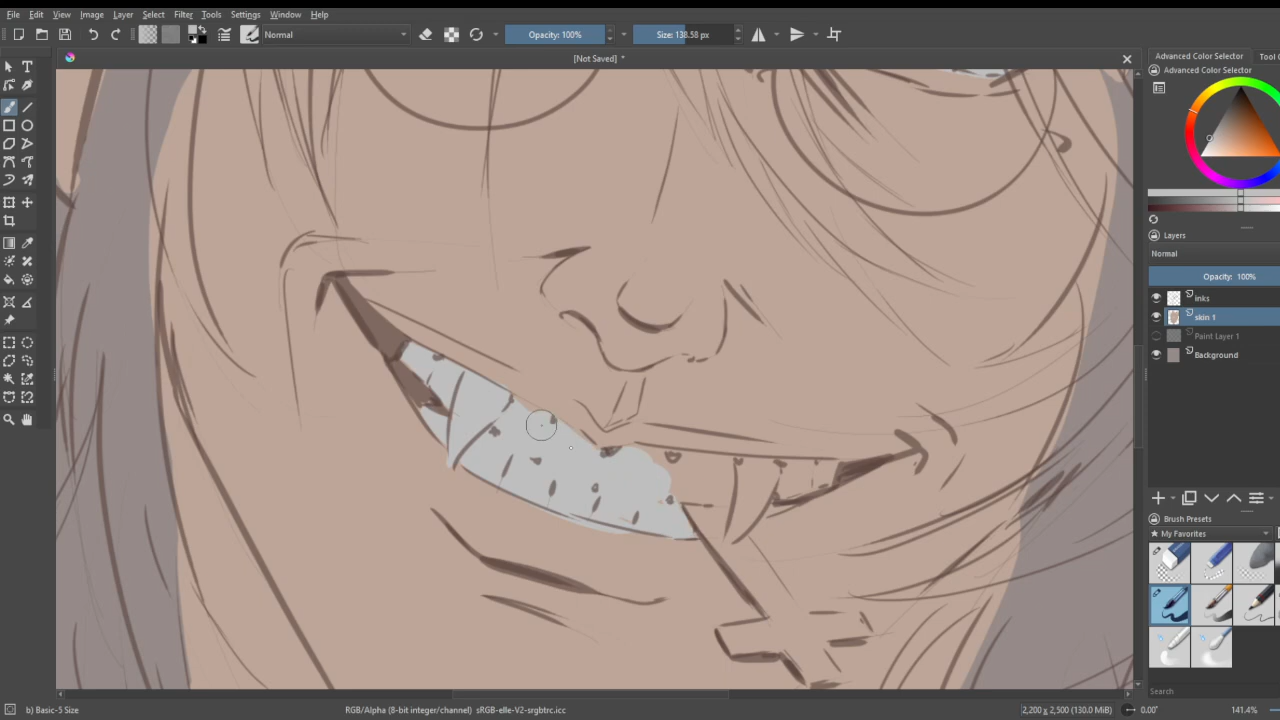 File Edit View Image Layer Select Filter Tools Settings Window Help
Normal Opacity: 100% Size: 138.58 px
[Not Saved] *
Advanced Color Selector Tool
Advanced Color Selector
Layers
Normal
Opacity: 100%
inks
skin 1
Paint Layer 1
Background
Brush Presets
★ My Favorites
Search
b) Basic-5 Size RGB/Alpha (8-bit integer/channel) sRGB-elle-V2-srgbtrc.icc 2,200 x 2,500 (130.0 MiB) 0.00° 141.4%